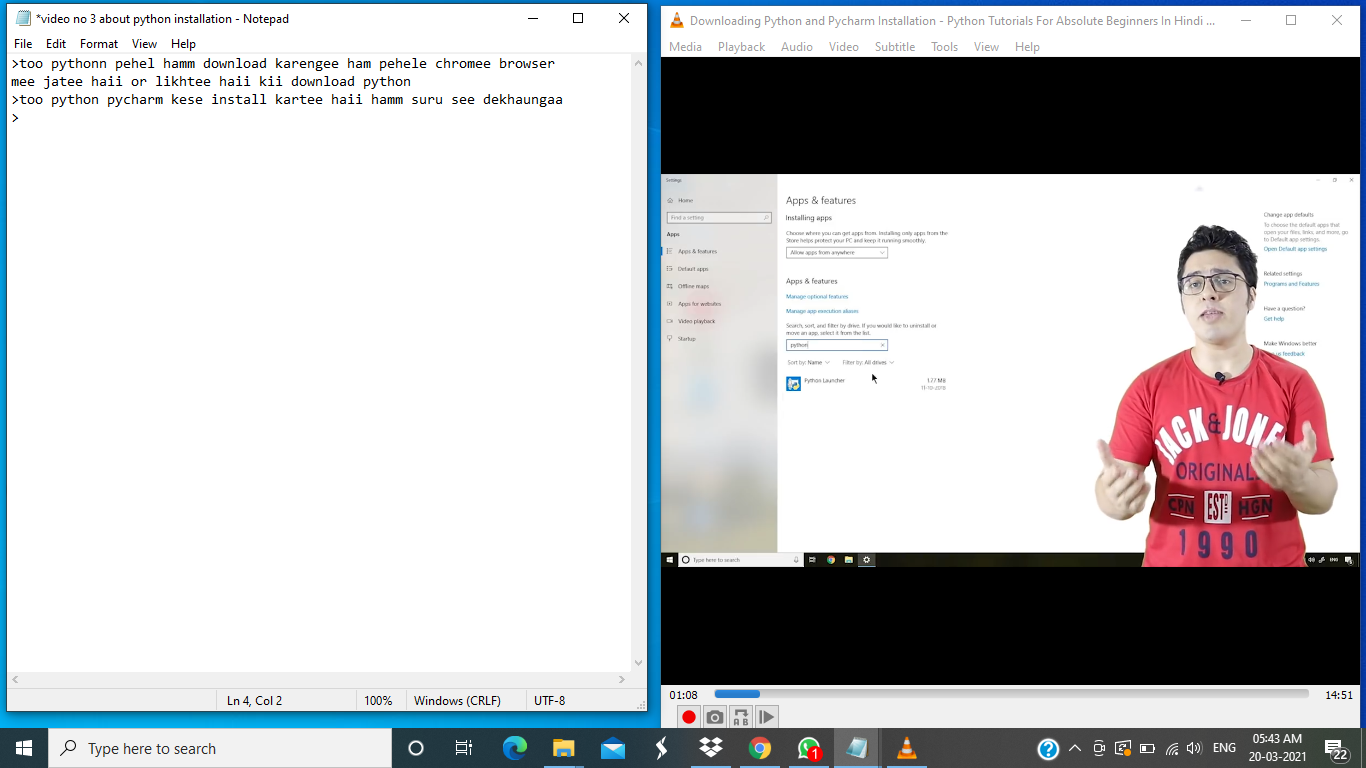 *video no 3 about python installation - Notepad
File Edit Format View Help
>too pythonn pehel hamm download karengee ham pehele chromee browser
mee jatee haii or likhtee haii kii download python
>too python pycharm kese install kartee haii hamm suru see dekhaungaa
>
Ln 4, Col 2 100% Windows (CRLF) UTF-8
Downloading Python and Pycharm Installation - Python Tutorials For Absolute Beginners In Hindi ...
Media Playback Audio Video Subtitle Tools View Help
Settings
Home
Find a setting
Apps
Apps & features
Default apps
Offline maps
Apps for websites
Video playback
Startup
Apps & features
Installing apps
Choose where you can get apps from. Installing only apps from the
Store helps protect your PC and keep it running smoothly.
Allow apps from anywhere
Apps & features
Manage optional features
Manage app execution aliases
Search, sort, and filter by drive. If you would like to uninstall or
move an app, select it from the list.
python
Sort by: Name Filter by: All drives
Python Launcher 1.77 MB
Change app defaults
To choose the default apps that
open your files, links, and more, go
to Default app settings.
Open Default app settings
Related settings
Programs and Features
Have a question?
Get help
Make Windows better
us feedback
JACK & JONES
ORIGINAL
CPN ESTD HGN
1990
Type here to search
ENG
01:08 14:51
AB
Type here to search
1
ENG
05:43 AM
20-03-2021
22